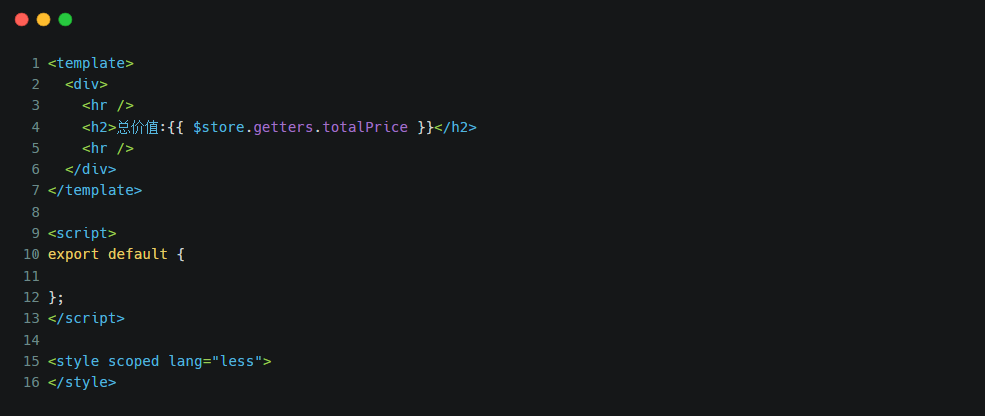 1 <template>
2   <div>
3     <hr />
4     <h2>总价值:{{ $store.getters.totalPrice }}</h2>
5     <hr />
6   </div>
7 </template>
8
9 <script>
10 export default {
11
12 };
13 </script>
14
15 <style scoped lang="less">
16 </style>